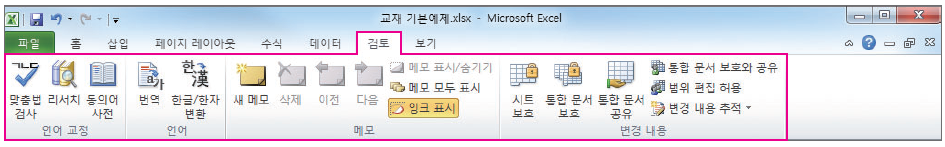 교재 기본예제.xlsx - Microsoft Excel
파일 홈 삽입 페이지 레이아웃 수식 데이터 검토 보기
맞춤법 검사 리서치 동의어 사전
언어 교정
번역 한글/한자 변환
언어
새 메모 삭제 이전 다음
메모 표시/숨기기
메모 모두 표시
잉크 표시
메모
시트 보호 통합 문서 보호 통합 문서 공유
통합 문서 보호와 공유
범위 편집 허용
변경 내용 추적
변경 내용